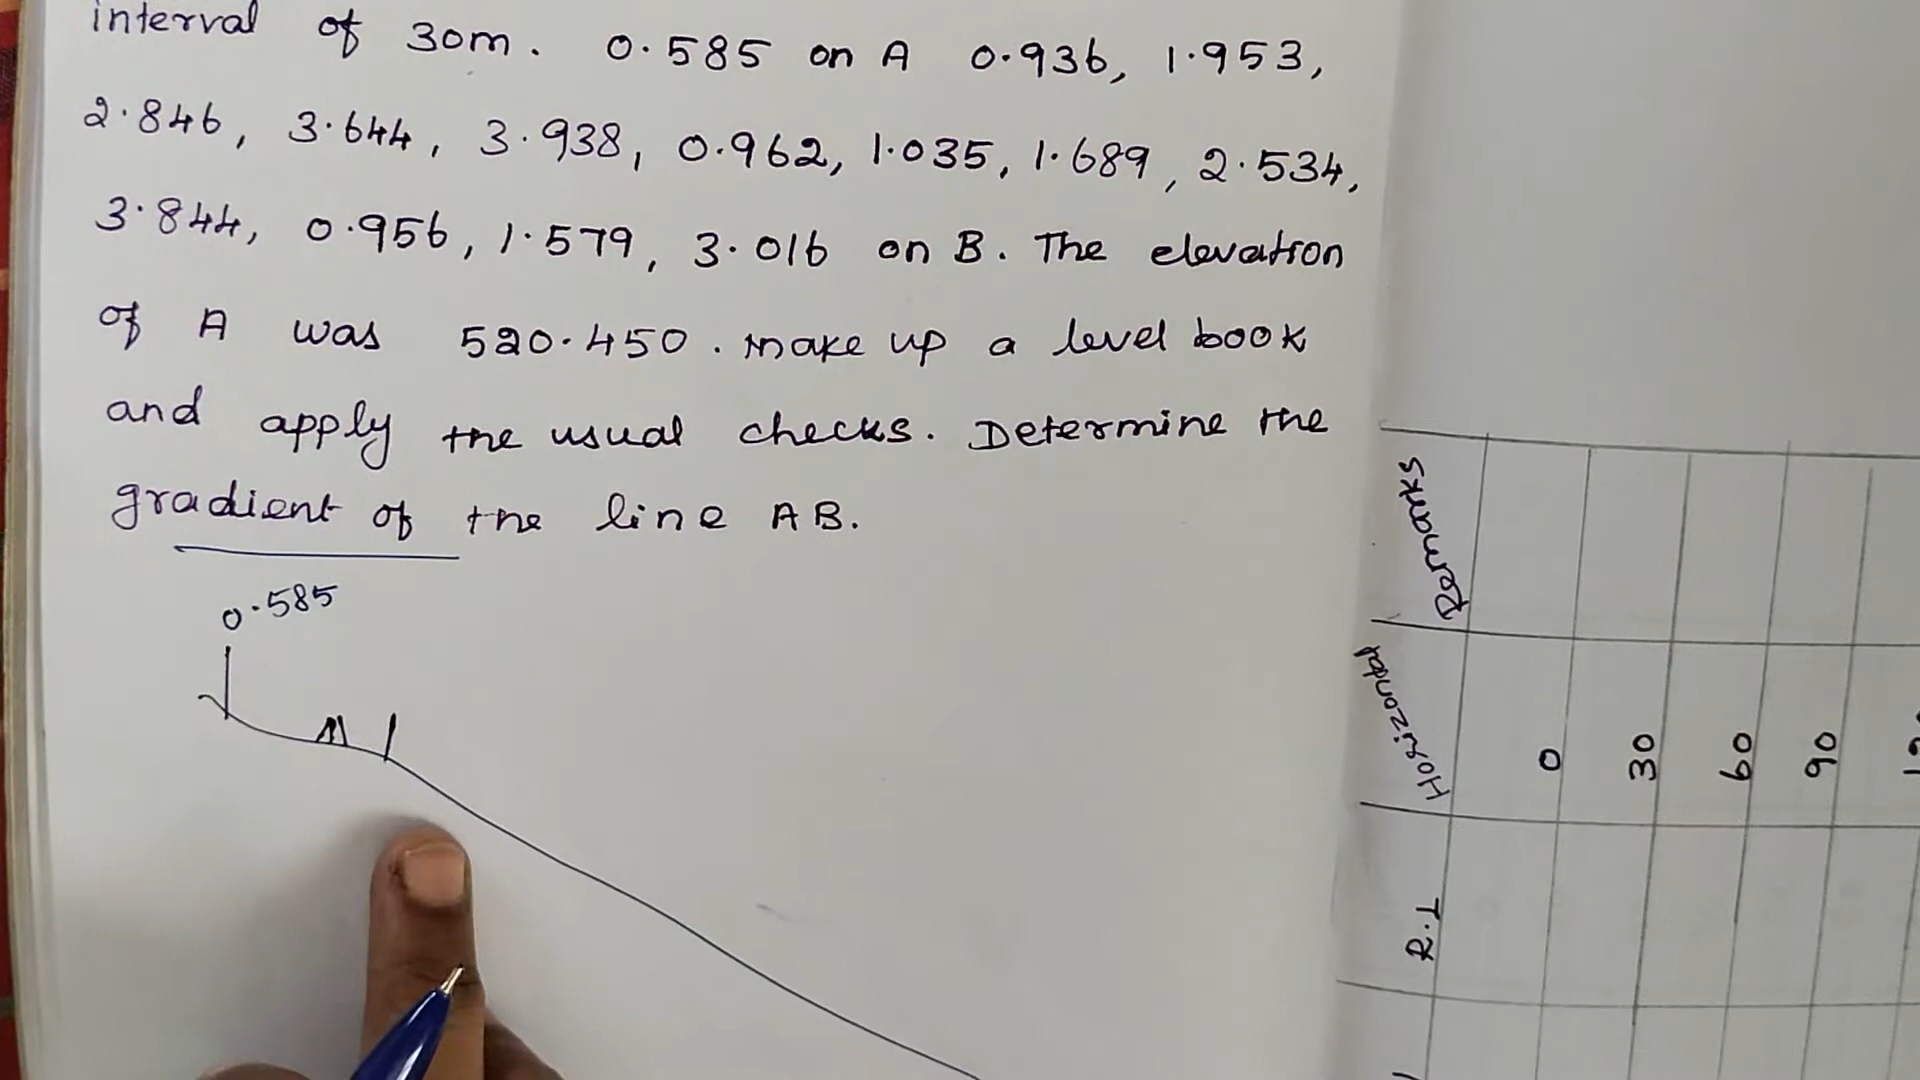 interval of 30m. 0.585 on A 0.936, 1.953,
2.846, 3.644, 3.938, 0.962, 1.035, 1.689, 2.534,
3.844, 0.956, 1.579, 3.016 on B. The elevation
of A was 520.450. make up a level book
and apply the usual checks. Determine the
gradient of the line AB.
0.585
Remarks
Horizondal 0 30 60 90
R.L